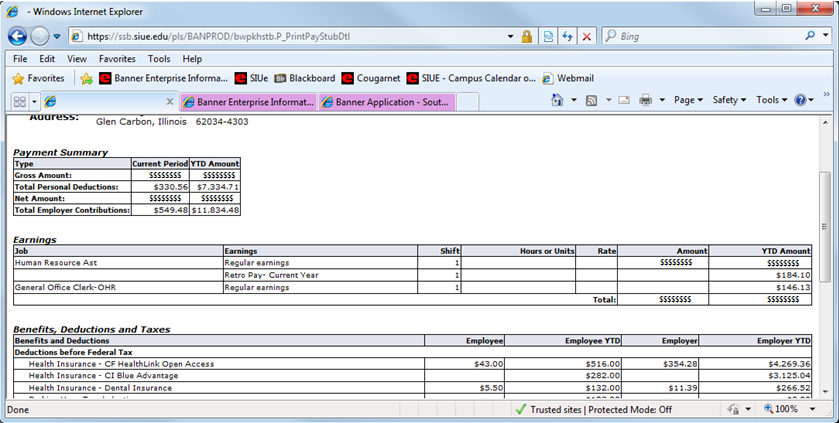 - Windows Internet Explorer
https://ssb.siue.edu/pls/BANPROD/bwpkhstb.P_PrintPayStubDtl Bing
File Edit View Favorites Tools Help
Favorites Banner Enterprise Informa... SIUe Bb Blackboard Cougarnet SIUE - Campus Calendar o... Webmail
Banner Enterprise Informat... Banner Application - Sout... Page Safety Tools
Address:
Glen Carbon, Illinois 62034-4303
Payment Summary
Type Current Period YTD Amount
Gross Amount: $$$$$$$$ $$$$$$$$
Total Personal Deductions: $330.56 $7,334.71
Net Amount: $$$$$$$$ $$$$$$$$
Total Employer Contributions: $549.48 $11,834.48
Earnings
Job Earnings Shift Hours or Units Rate Amount YTD Amount
Human Resource Ast Regular earnings 1 $$$$$$$$ $$$$$$$$
Retro Pay- Current Year 1 $184.10
General Office Clerk-OHR Regular earnings 1 $146.13
Total: $$$$$$$$ $$$$$$$$
Benefits, Deductions and Taxes
Benefits and Deductions Employee Employee YTD Employer Employer YTD
Deductions before Federal Tax
Health Insurance - CF HealthLink Open Access $43.00 $516.00 $354.28 $4,269.36
Health Insurance - CI Blue Advantage $282.00 $3,125.04
Health Insurance - Dental Insurance $5.50 $132.00 $11.39 $266.52
Done Trusted sites | Protected Mode: Off 100%